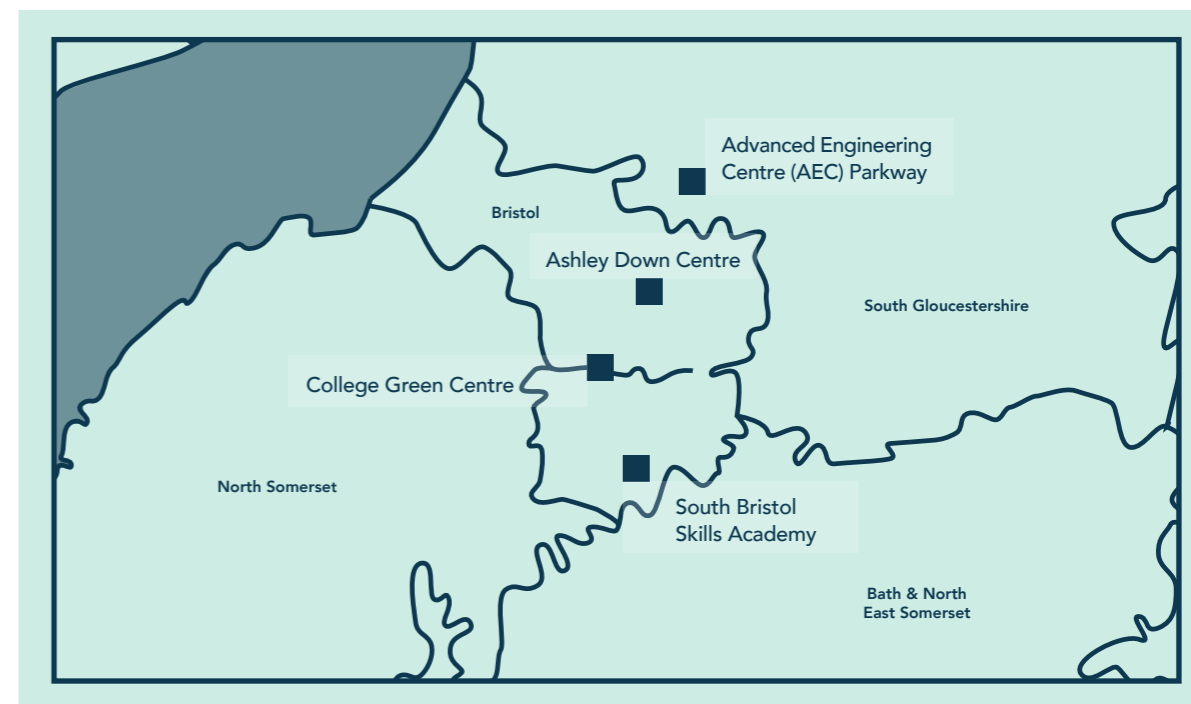 Advanced Engineering
Centre (AEC) Parkway
Bristol
Ashley Down Centre
South Gloucestershire
College Green Centre
North Somerset
South Bristol
Skills Academy
Bath & North
East Somerset